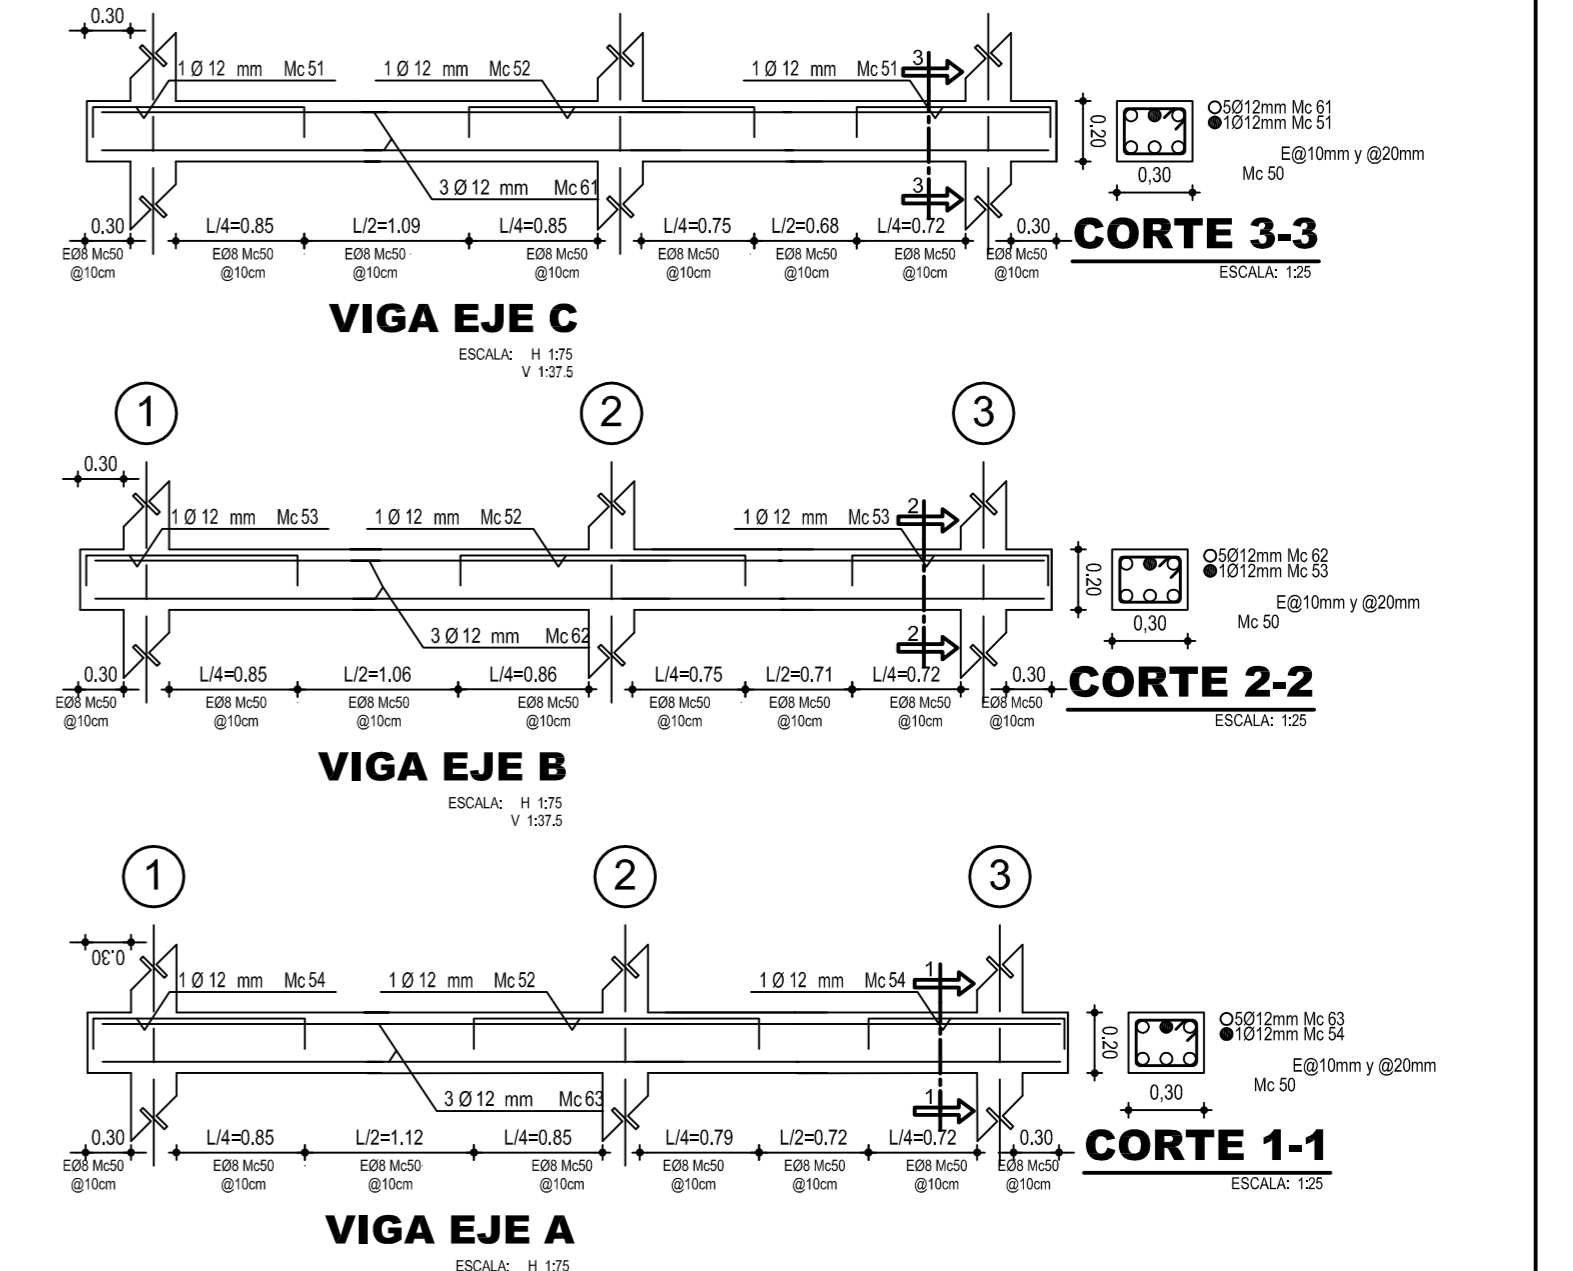 0.30
1 Ø 12 mm Mc 51
1 Ø 12 mm Mc 52
1 Ø 12 mm Mc 51
3
3 Ø 12 mm Mc 61
3
0.20
0,30
5Ø12mm Mc 61
1Ø12mm Mc 51
E@10mm y @20mm
Mc 50
0.30 L/4=0.85 L/2=1.09 L/4=0.85 L/4=0.75 L/2=0.68 L/4=0.72 0.30
EØ8 Mc50 EØ8 Mc50 EØ8 Mc50 EØ8 Mc50 EØ8 Mc50 EØ8 Mc50 EØ8 Mc50 EØ8 Mc50
@10cm @10cm @10cm @10cm @10cm @10cm @10cm @10cm
CORTE 3-3
ESCALA: 1:25
VIGA EJE C
ESCALA: H 1:75
V 1:37.5
1 2 3
0.30
1 Ø 12 mm Mc 53
1 Ø 12 mm Mc 52
1 Ø 12 mm Mc 53
2
3 Ø 12 mm Mc 62
2
0.20
0,30
5Ø12mm Mc 62
1Ø12mm Mc 53
E@10mm y @20mm
Mc 50
0.30 L/4=0.85 L/2=1.06 L/4=0.86 L/4=0.75 L/2=0.71 L/4=0.72 0.30
EØ8 Mc50 EØ8 Mc50 EØ8 Mc50 EØ8 Mc50 EØ8 Mc50 EØ8 Mc50 EØ8 Mc50 EØ8 Mc50
@10cm @10cm @10cm @10cm @10cm @10cm @10cm @10cm
CORTE 2-2
ESCALA: 1:25
VIGA EJE B
ESCALA: H 1:75
V 1:37.5
1 2 3
0.30
1 Ø 12 mm Mc 54
1 Ø 12 mm Mc 52
1 Ø 12 mm Mc 54
1
3 Ø 12 mm Mc 63
1
0.20
0,30
5Ø12mm Mc 63
1Ø12mm Mc 54
E@10mm y @20mm
Mc 50
0.30 L/4=0.85 L/2=1.12 L/4=0.85 L/4=0.79 L/2=0.72 L/4=0.72 0.30
EØ8 Mc50 EØ8 Mc50 EØ8 Mc50 EØ8 Mc50 EØ8 Mc50 EØ8 Mc50 EØ8 Mc50 EØ8 Mc50
@10cm @10cm @10cm @10cm @10cm @10cm @10cm @10cm
CORTE 1-1
ESCALA: 1:25
VIGA EJE A
ESCALA: H 1:75